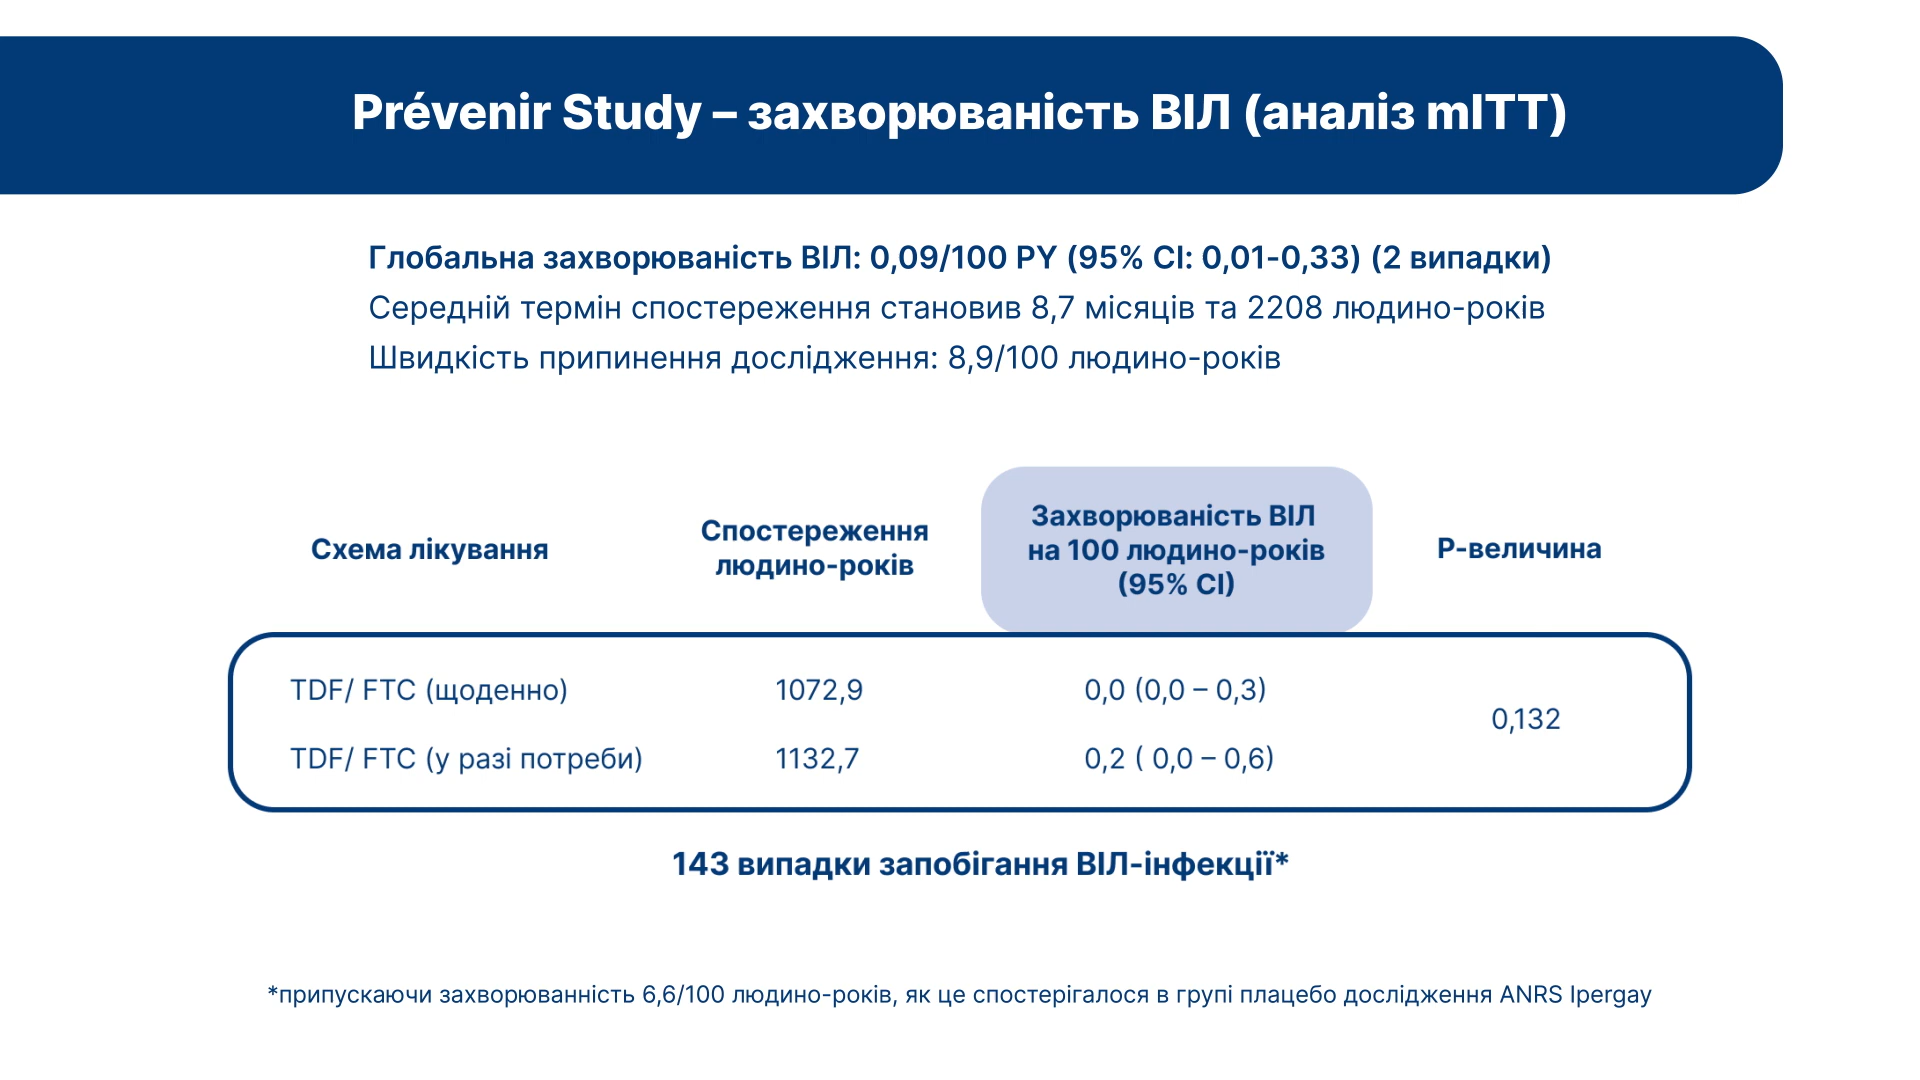 Prévenir Study – захворюваність ВІЛ (аналіз mITT)
Глобальна захворюваність ВІЛ: 0,09/100 PY (95% CI: 0,01-0,33) (2 випадки)
Середній термін спостереження становив 8,7 місяців та 2208 людино-років
Швидкість припинення дослідження: 8,9/100 людино-років
Схема лікування
Спостереження
людино-років
Захворюваність ВІЛ
на 100 людино-років
(95% CI)
Р-величина
TDF/ FTC (щоденно)
1072,9
0,0 (0,0 – 0,3)
0,132
TDF/ FTC (у разі потреби)
1132,7
0,2 ( 0,0 – 0,6)
143 випадки запобігання ВІЛ-інфекції*
*припускаючи захворюванність 6,6/100 людино-років, як це спостерігалося в групі плацебо дослідження ANRS Ipergay